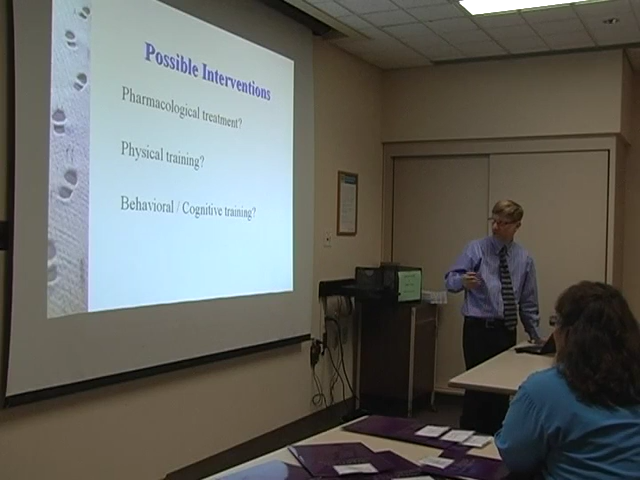 Possible Interventions
Pharmacological treatment?
Physical training?
Behavioral / Cognitive training?